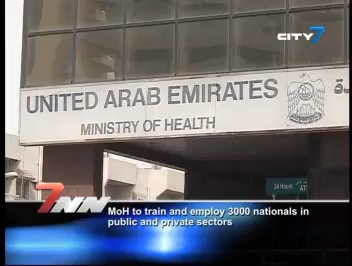 CITY7
UNITED ARAB EMIRATES
MINISTRY OF HEALTH
24 Hours
7NN
MoH to train and employ 3000 nationals in
public and private sectors